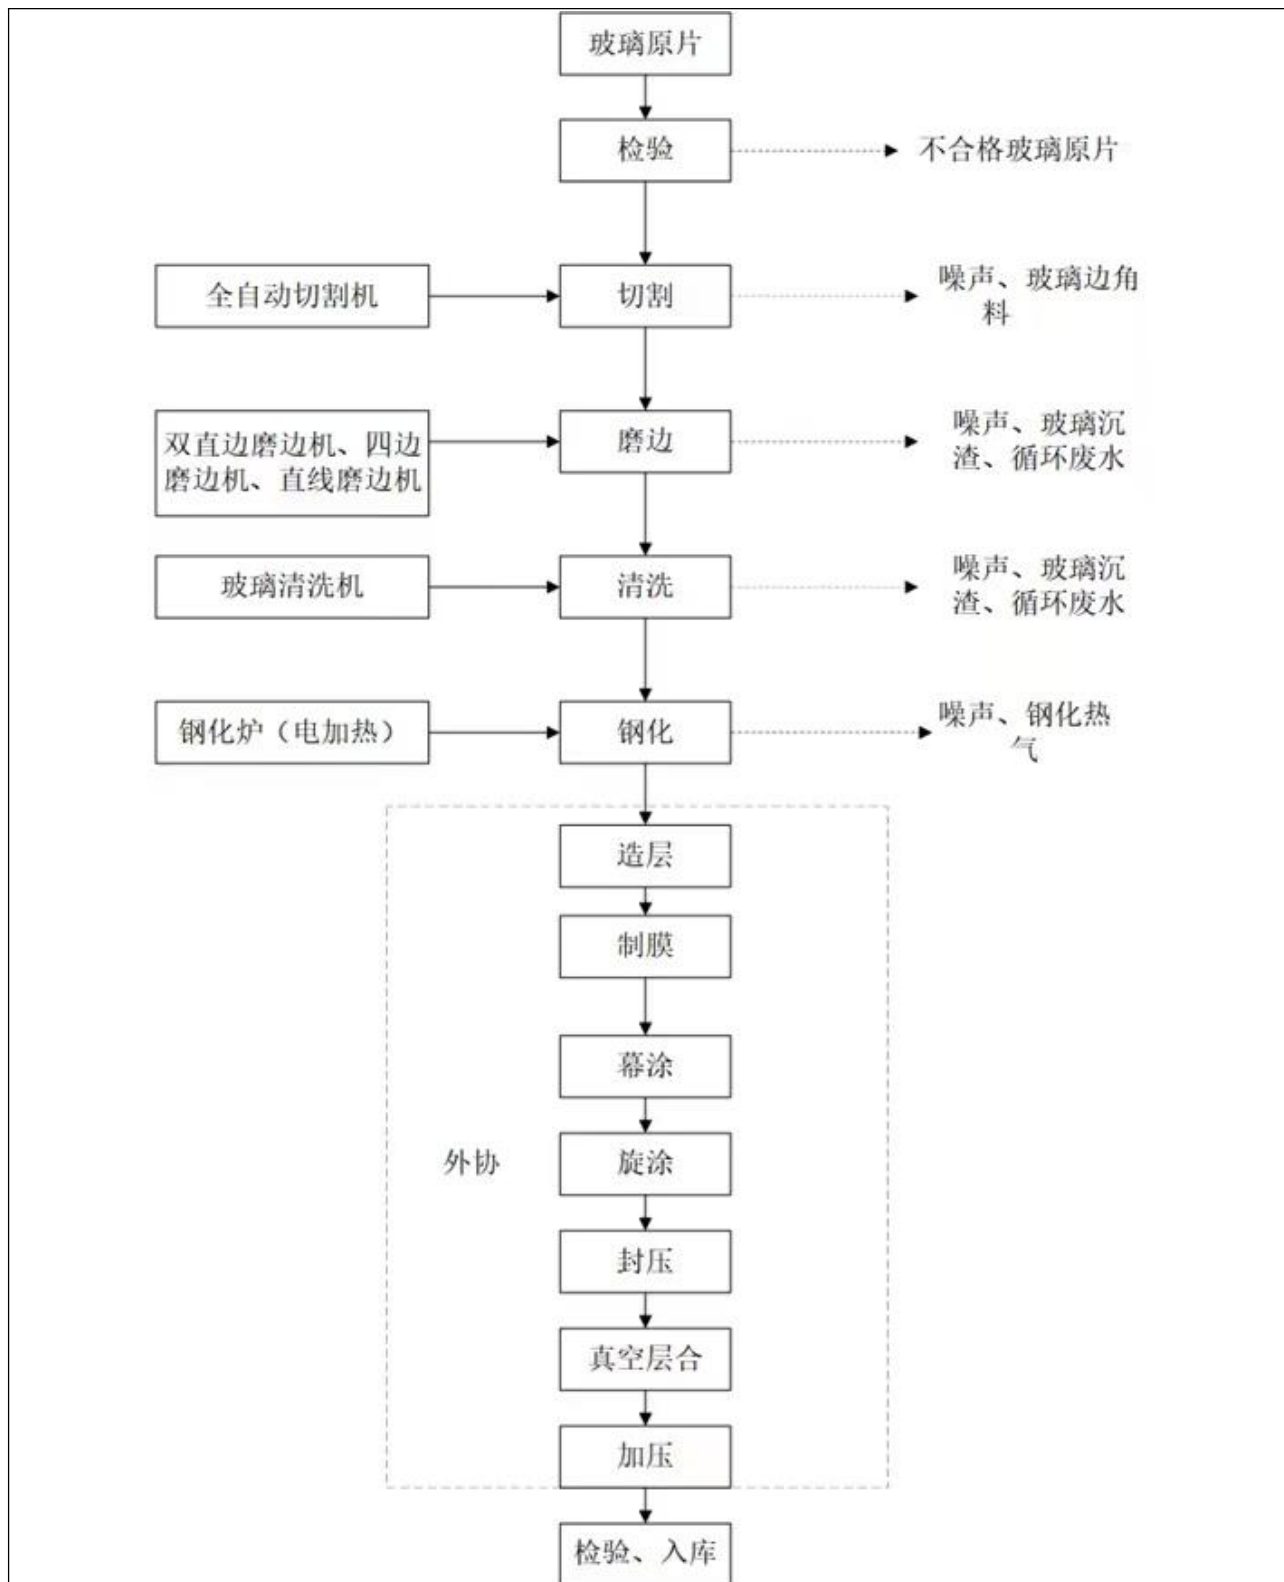 玻璃原片
检验
不合格玻璃原片
全自动切割机
切割
噪声、玻璃边角
料
双直边磨边机、四边
磨边机、直线磨边机
磨边
噪声、玻璃沉
渣、循环废水
玻璃清洗机
清洗
噪声、玻璃沉
渣、循环废水
钢化炉（电加热）
钢化
噪声、钢化热
气
造层
制膜
幕涂
外协
旋涂
封压
真空层合
加压
检验、入库